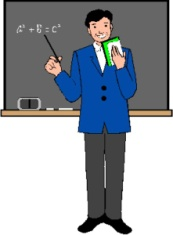 a² + b² = c²